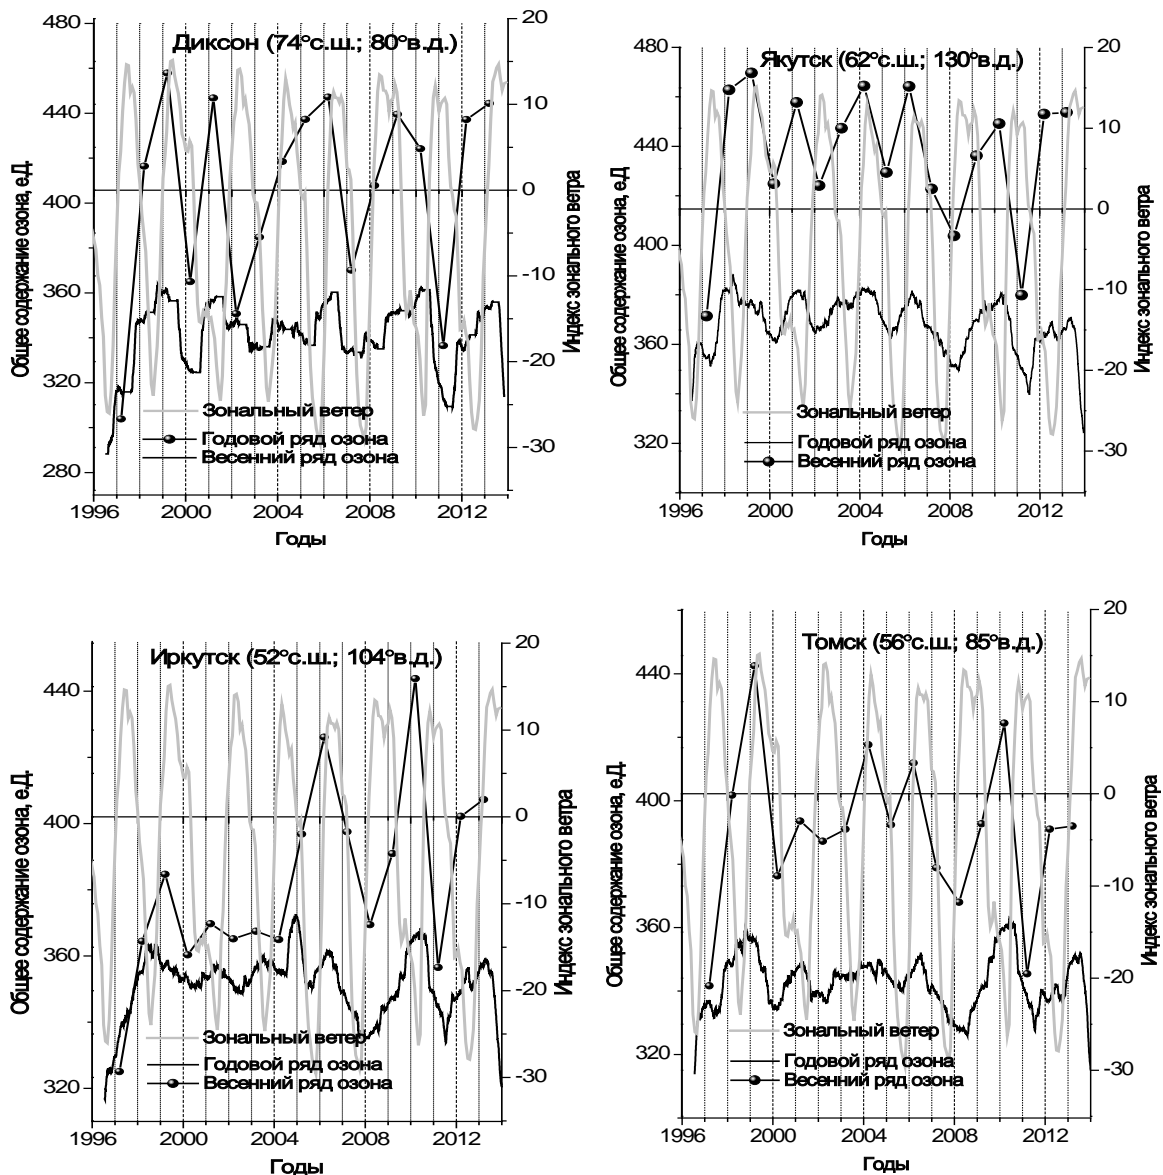 Диксон (74°с.ш.; 80°в.д.)
Общее содержание озона, е.Д.
480
440
400
360
320
280
20
10
0
-10
-20
-30
Индекс зонального ветра
Зональный ветер
Годовой ряд озона
Весенний ряд озона
1996
2000
2004
2008
2012
Годы
Якутск (62°с.ш.; 130°в.д.)
Общее содержание озона, е.Д
480
440
400
360
320
20
10
0
-10
-20
-30
Индекс зонального ветра
Зональный ветер
Годовой ряд озона
Весенний ряд озона
1996
2000
2004
2008
2012
Годы
Иркутск (52°с.ш.; 104°в.д.)
Общее содержание озона, е.Д.
440
400
360
320
20
10
0
-10
-20
-30
Индекс зонального ветра
Зональный ветер
Годовой ряд озона
Весенний ряд озона
1996
2000
2004
2008
2012
Годы
Томск (56°с.ш.; 85°в.д.)
Общее содержание озона, е.Д.
440
400
360
320
20
10
0
-10
-20
-30
Индекс зонального ветра
Зональный ветер
Годовой ряд озона
Весенний ряд озона
1996
2000
2004
2008
2012
Годы